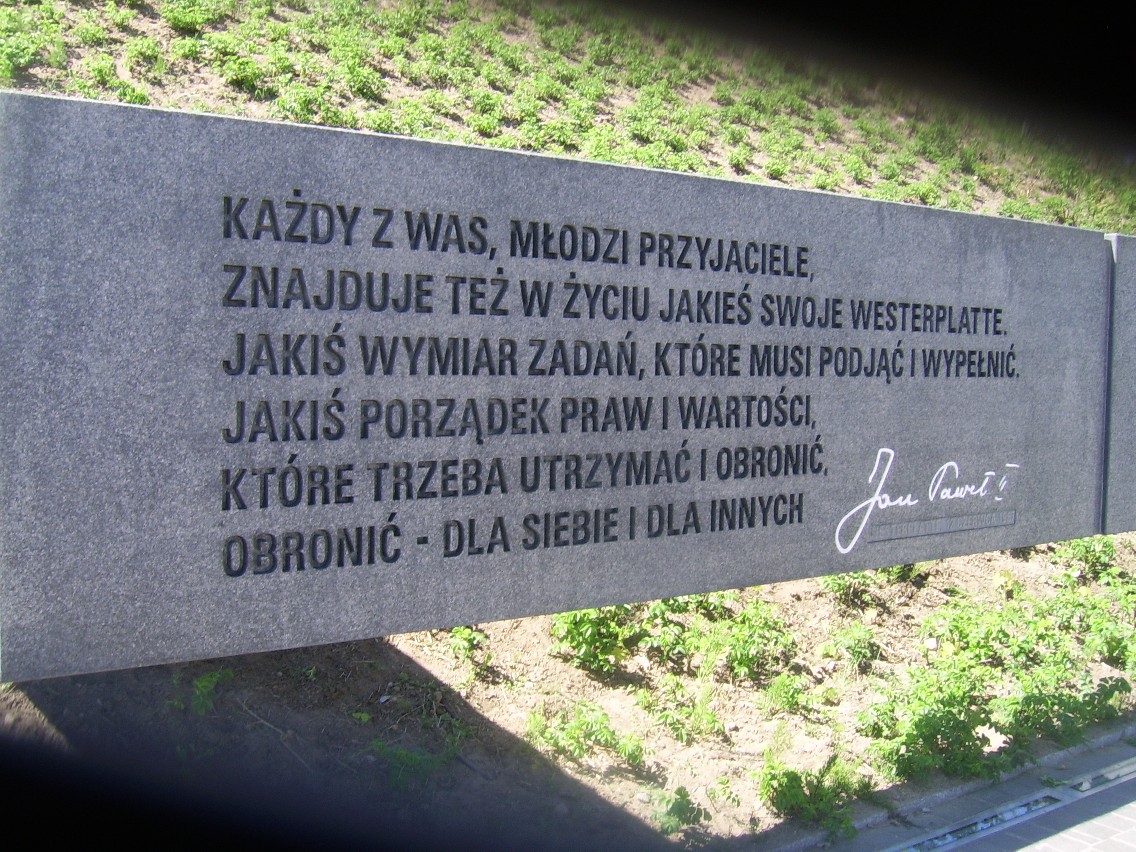 KAŻDY Z WAS, MŁODZI PRZYJACIELE,
ZNAJDUJE TEŻ W ŻYCIU JAKIEŚ SWOJE WESTERPLATTE.
JAKIŚ WYMIAR ZADAŃ, KTÓRE MUSI PODJĄĆ I WYPEŁNIĆ.
JAKIŚ PORZĄDEK PRAW I WARTOŚCI,
KTÓRE TRZEBA UTRZYMAĆ I OBRONIĆ,
OBRONIĆ - DLA SIEBIE I DLA INNYCH
Jan Paweł II